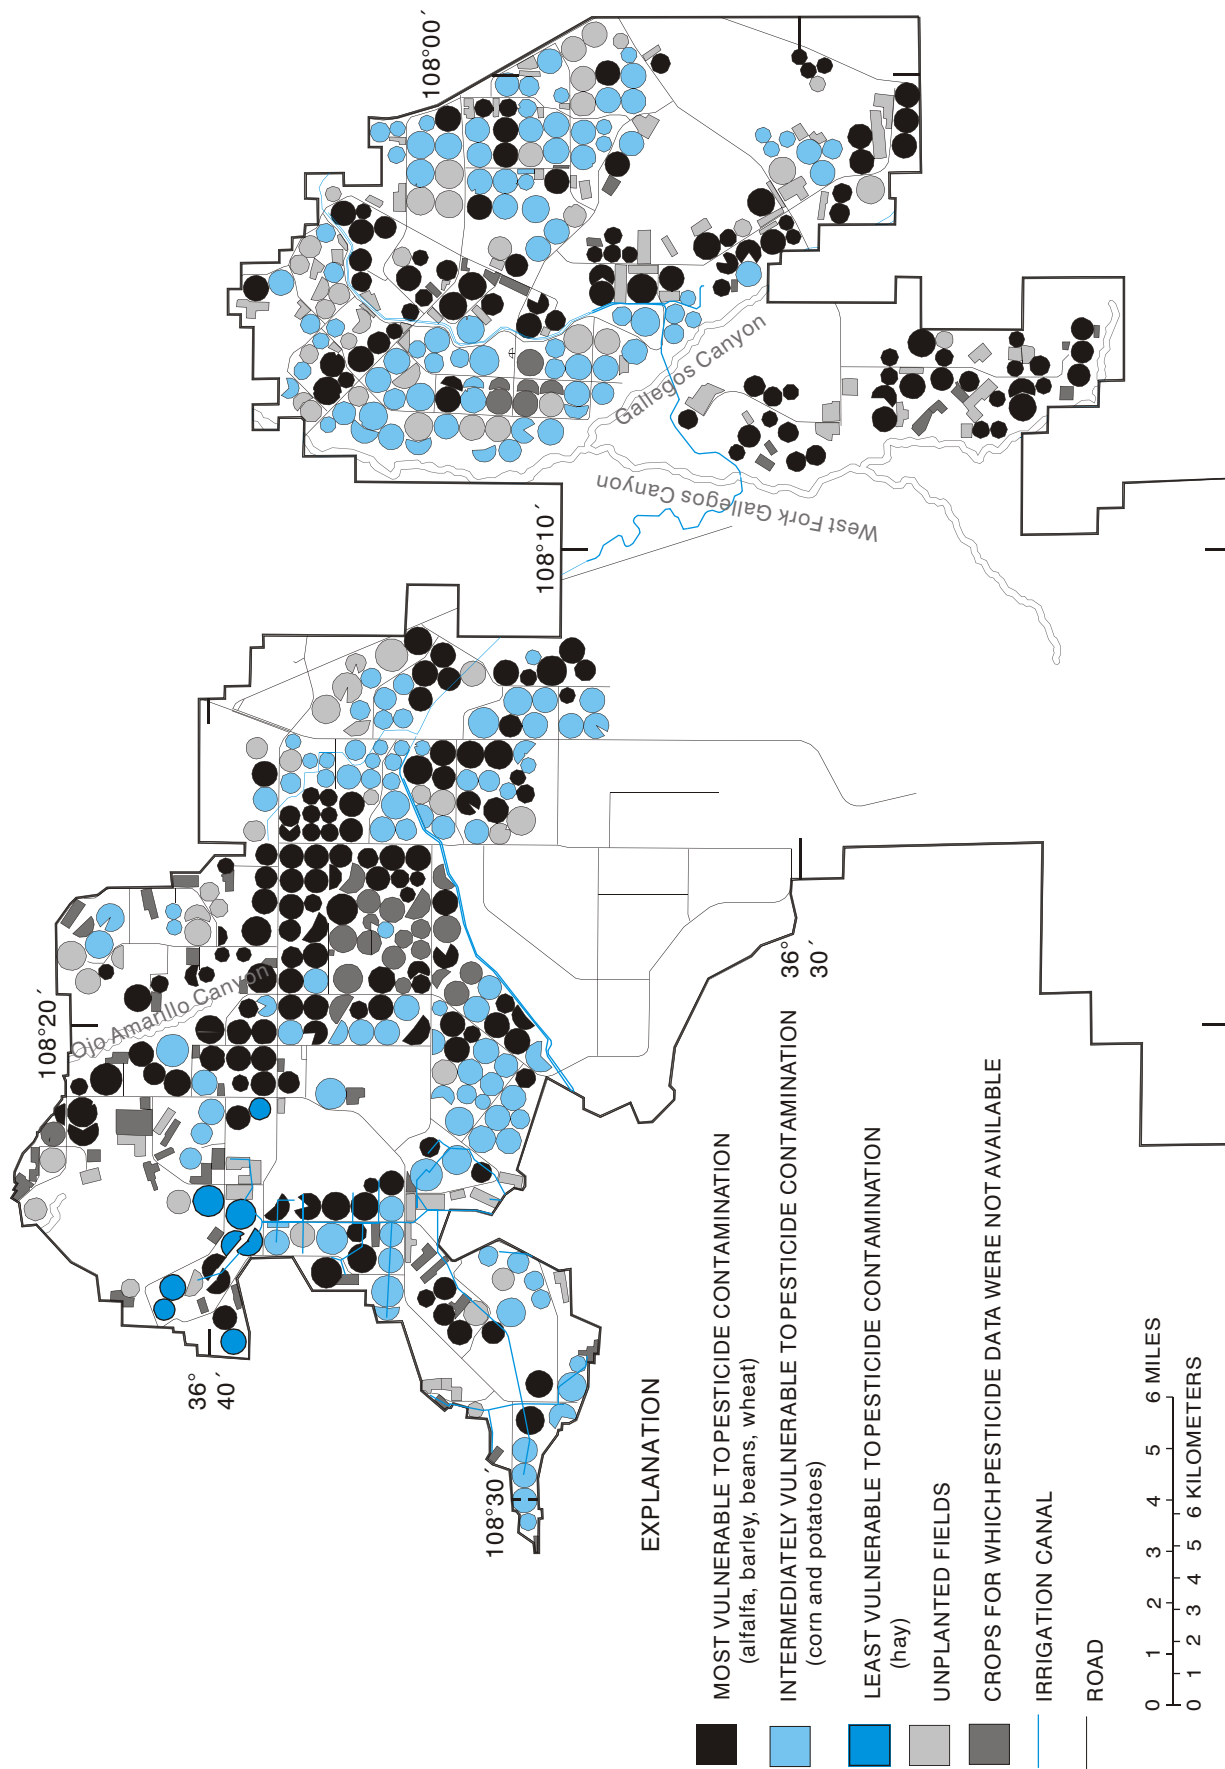 108°00´
Gallegos Canyon
West Fork Gallegos Canyon
108°10´
36°
30´
108°20´
Ojo Amarillo Canyon
36°
40´
108°30´
EXPLANATION
MOST VULNERABLE TO PESTICIDE CONTAMINATION
(alfalfa, barley, beans, wheat)
INTERMEDIATELY VULNERABLE TO PESTICIDE CONTAMINATION
(corn and potatoes)
LEAST VULNERABLE TO PESTICIDE CONTAMINATION
(hay)
UNPLANTED FIELDS
CROPS FOR WHICH PESTICIDE DATA WERE NOT AVAILABLE
IRRIGATION CANAL
ROAD
0 1 2 3 4 5 6 MILES
0 1 2 3 4 5 6 KILOMETERS